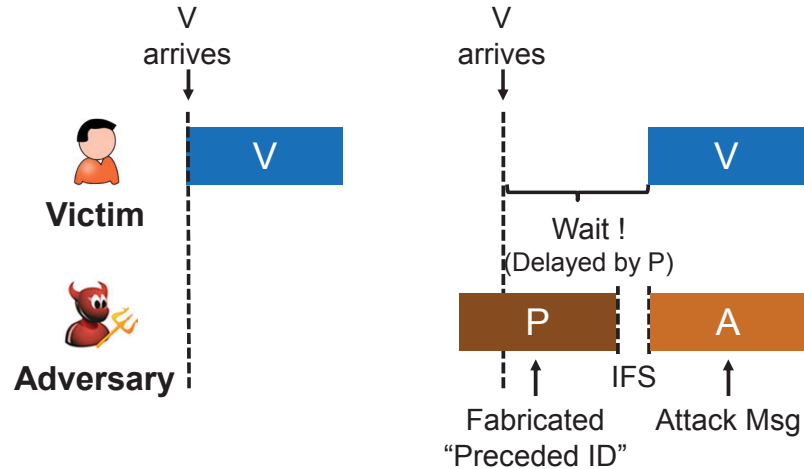 V
arrives
V
arrives
V
V
Victim
Wait !
(Delayed by P)
P
A
Adversary
IFS
Fabricated
“Preceded ID”
Attack Msg